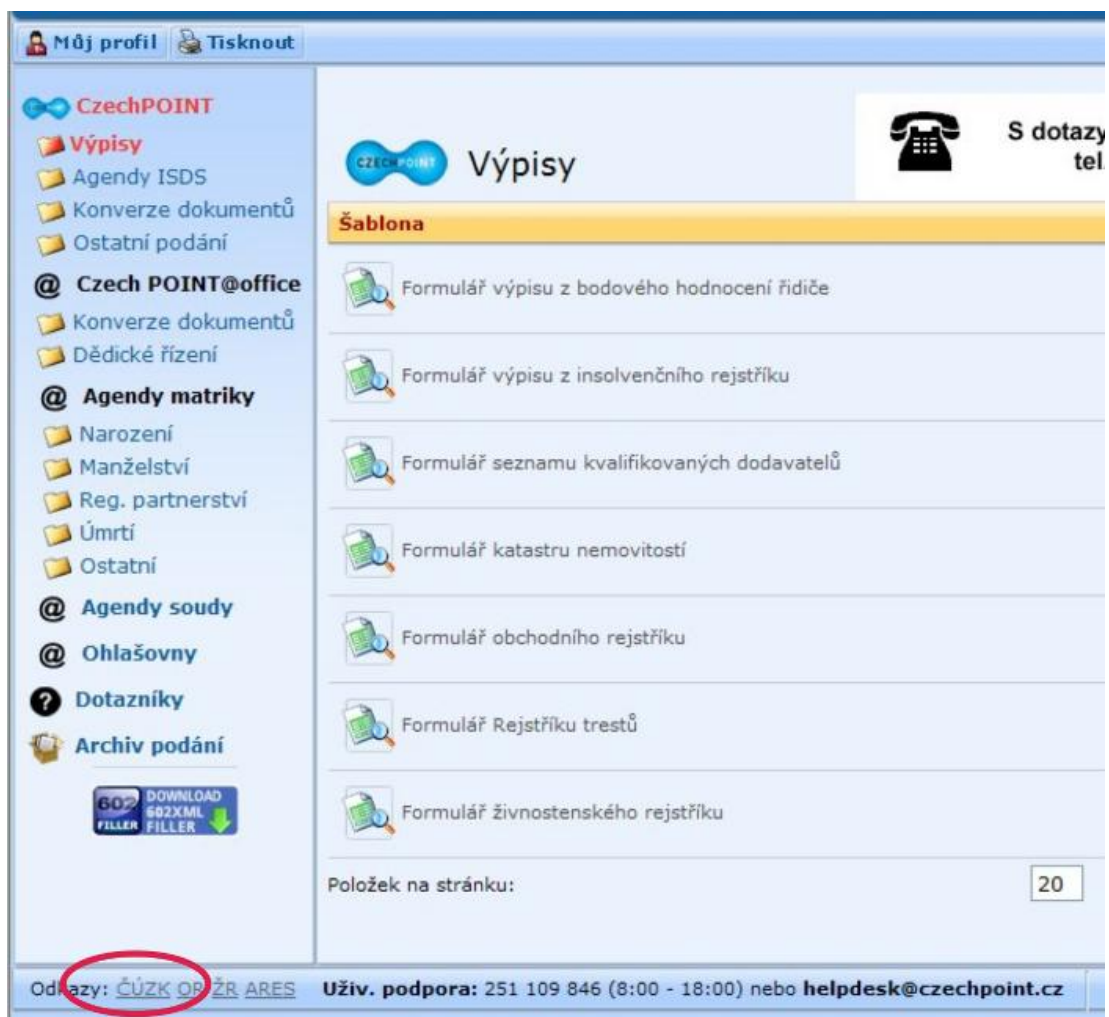 Můj profil Tisknout
CzechPOINT
Výpisy
Agendy ISDS
Konverze dokumentů
Ostatní podání
@ Czech POINT@office
Konverze dokumentů
Dědické řízení
@ Agendy matriky
Narození
Manželství
Reg. partnerství
Úmrtí
Ostatní
@ Agendy soudy
@ Ohlašovny
? Dotazníky
Archiv podání
602 FILLER
DOWNLOAD
602XML
FILLER
CZECHPOINT Výpisy
S dotazy
tel.
Šablona
Formulář výpisu z bodového hodnocení řidiče
Formulář výpisu z insolvenčního rejstříku
Formulář seznamu kvalifikovaných dodavatelů
Formulář katastru nemovitostí
Formulář obchodního rejstříku
Formulář Rejstříku trestů
Formulář živnostenského rejstříku
Položek na stránku: 20
Odkazy: ČÚZK OR ŽR ARES Uživ. podpora: 251 109 846 (8:00 - 18:00) nebo helpdesk@czechpoint.cz